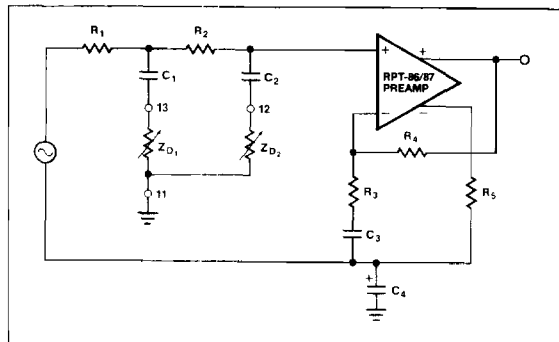 R1
R2
C1
C2
13
12
ZD1
ZD2
11
+
+
RPT-86/87
PREAMP
−
−
R4
R3
R5
C3
+
C4